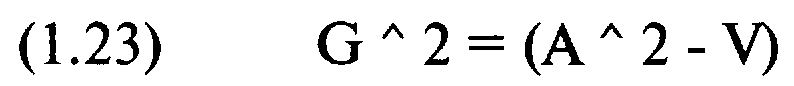 (1.23) G ^ 2 = (A ^ 2 - V)